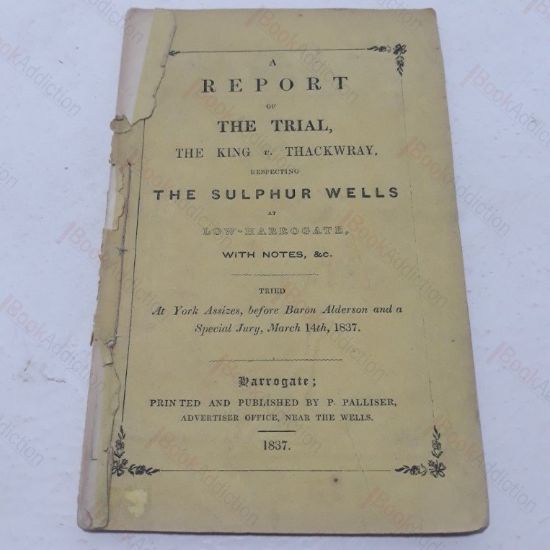 A
REPORT
OF
THE TRIAL,
THE KING v. THACKWRAY,
RESPECTING
THE SULPHUR WELLS
AT
LOW-HARROGATE,
WITH NOTES, &c.
TRIED
At York Assizes, before Baron Alderson and a
Special Jury, March 14th, 1837.
Harrogate;
PRINTED AND PUBLISHED BY P. PALLISER,
ADVERTISER OFFICE, NEAR THE WELLS.
1837.
BookAddiction